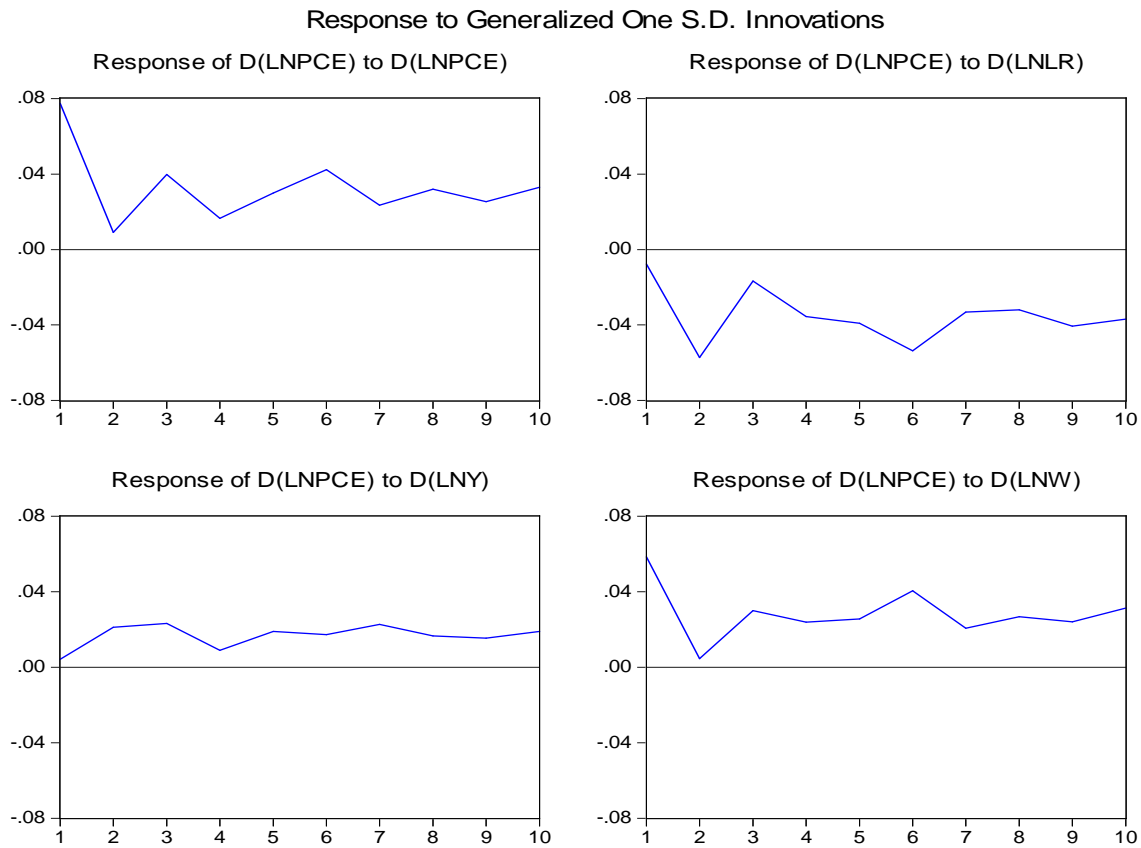 Response to Generalized One S.D. Innovations
Response of D(LNPCE) to D(LNPCE)
.08
.04
.00
-.04
-.08
1 2 3 4 5 6 7 8 9 10
Response of D(LNPCE) to D(LNLR)
.08
.04
.00
-.04
-.08
1 2 3 4 5 6 7 8 9 10
Response of D(LNPCE) to D(LNY)
.08
.04
.00
-.04
-.08
1 2 3 4 5 6 7 8 9 10
Response of D(LNPCE) to D(LNW)
.08
.04
.00
-.04
-.08
1 2 3 4 5 6 7 8 9 10